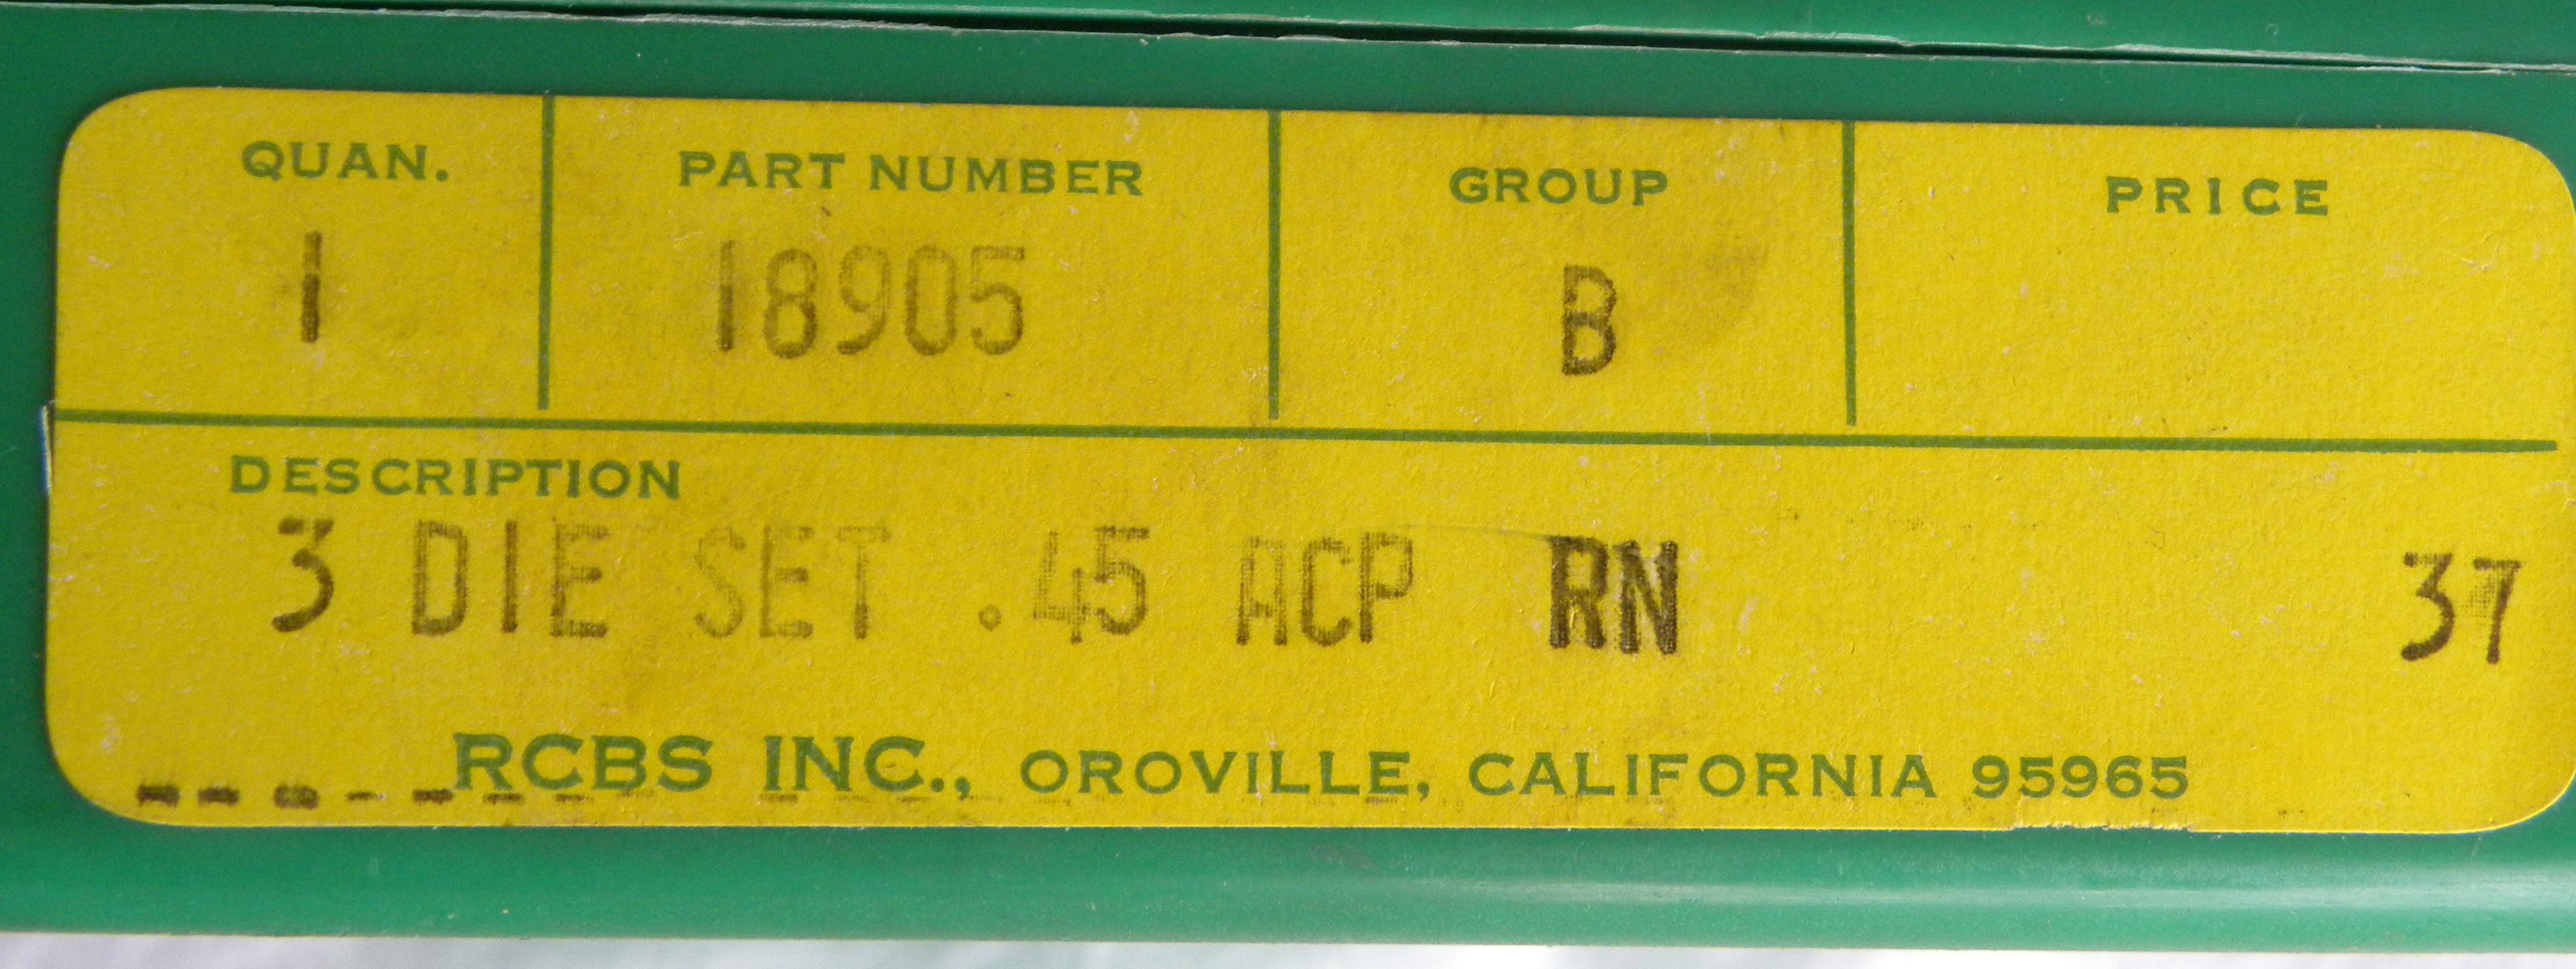 QUAN. PART NUMBER GROUP PRICE
1 18905 B
DESCRIPTION
3 DIE SET .45 ACP RN 37
RCBS INC., OROVILLE, CALIFORNIA 95965